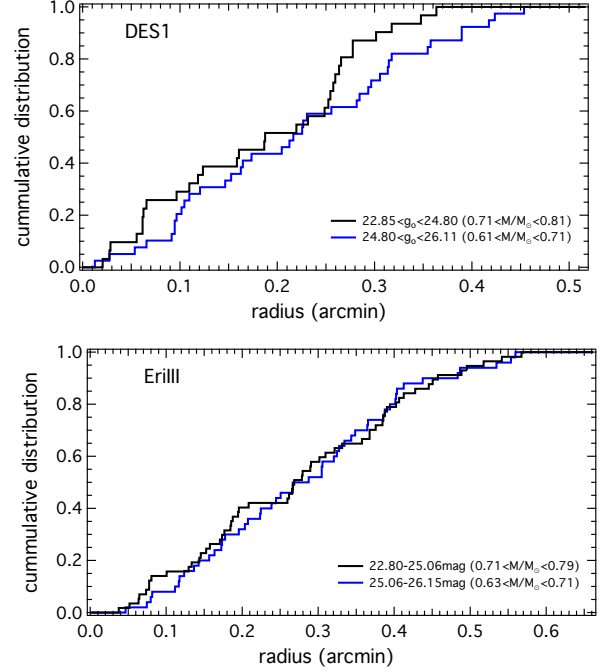 DES1
cummulative distribution
1.0
0.8
0.6
0.4
0.2
0.0
22.85<g₀<24.80 (0.71<M/M☉<0.81)
24.80<g₀<26.11 (0.61<M/M☉<0.71)
0.0 0.1 0.2 0.3 0.4 0.5
radius (arcmin)
EriIII
cummulative distribution
1.0
0.8
0.6
0.4
0.2
0.0
22.80-25.06mag (0.71<M/M☉<0.79)
25.06-26.15mag (0.63<M/M☉<0.71)
0.0 0.1 0.2 0.3 0.4 0.5 0.6
radius (arcmin)